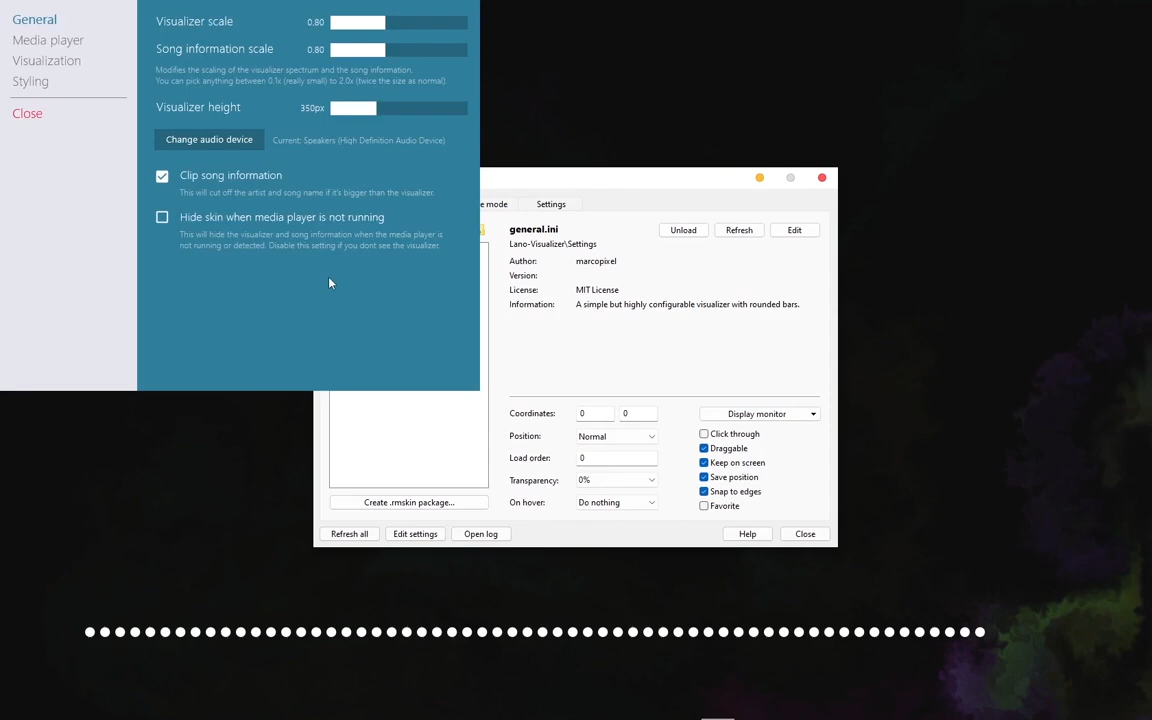 General
Media player
Visualization
Styling
Close
Visualizer scale 0.80
Song information scale 0.80
Modifies the scaling of the visualizer spectrum and the song information.
You can pick anything between 0.1x (really small) to 2.0x (twice the size as normal).
Visualizer height 350px
Change audio device Current: Speakers (High Definition Audio Device)
Clip song information
This will cut off the artist and song name if it's bigger than the visualizer.
Hide skin when media player is not running
This will hide the visualizer and song information when the media player is
not running or detected. Disable this setting if you dont see the visualizer.
e mode Settings
general.ini Unload Refresh Edit
Lano-Visualizer\Settings
Author: marcopixel
Version:
License: MIT License
Information: A simple but highly configurable visualizer with rounded bars.
Coordinates: 0 0 Display monitor
Position: Normal
Click through
Draggable
Load order: 0
Keep on screen
Transparency: 0%
Save position
Snap to edges
On hover: Do nothing
Favorite
Create .rmskin package...
Refresh all Edit settings Open log Help Close